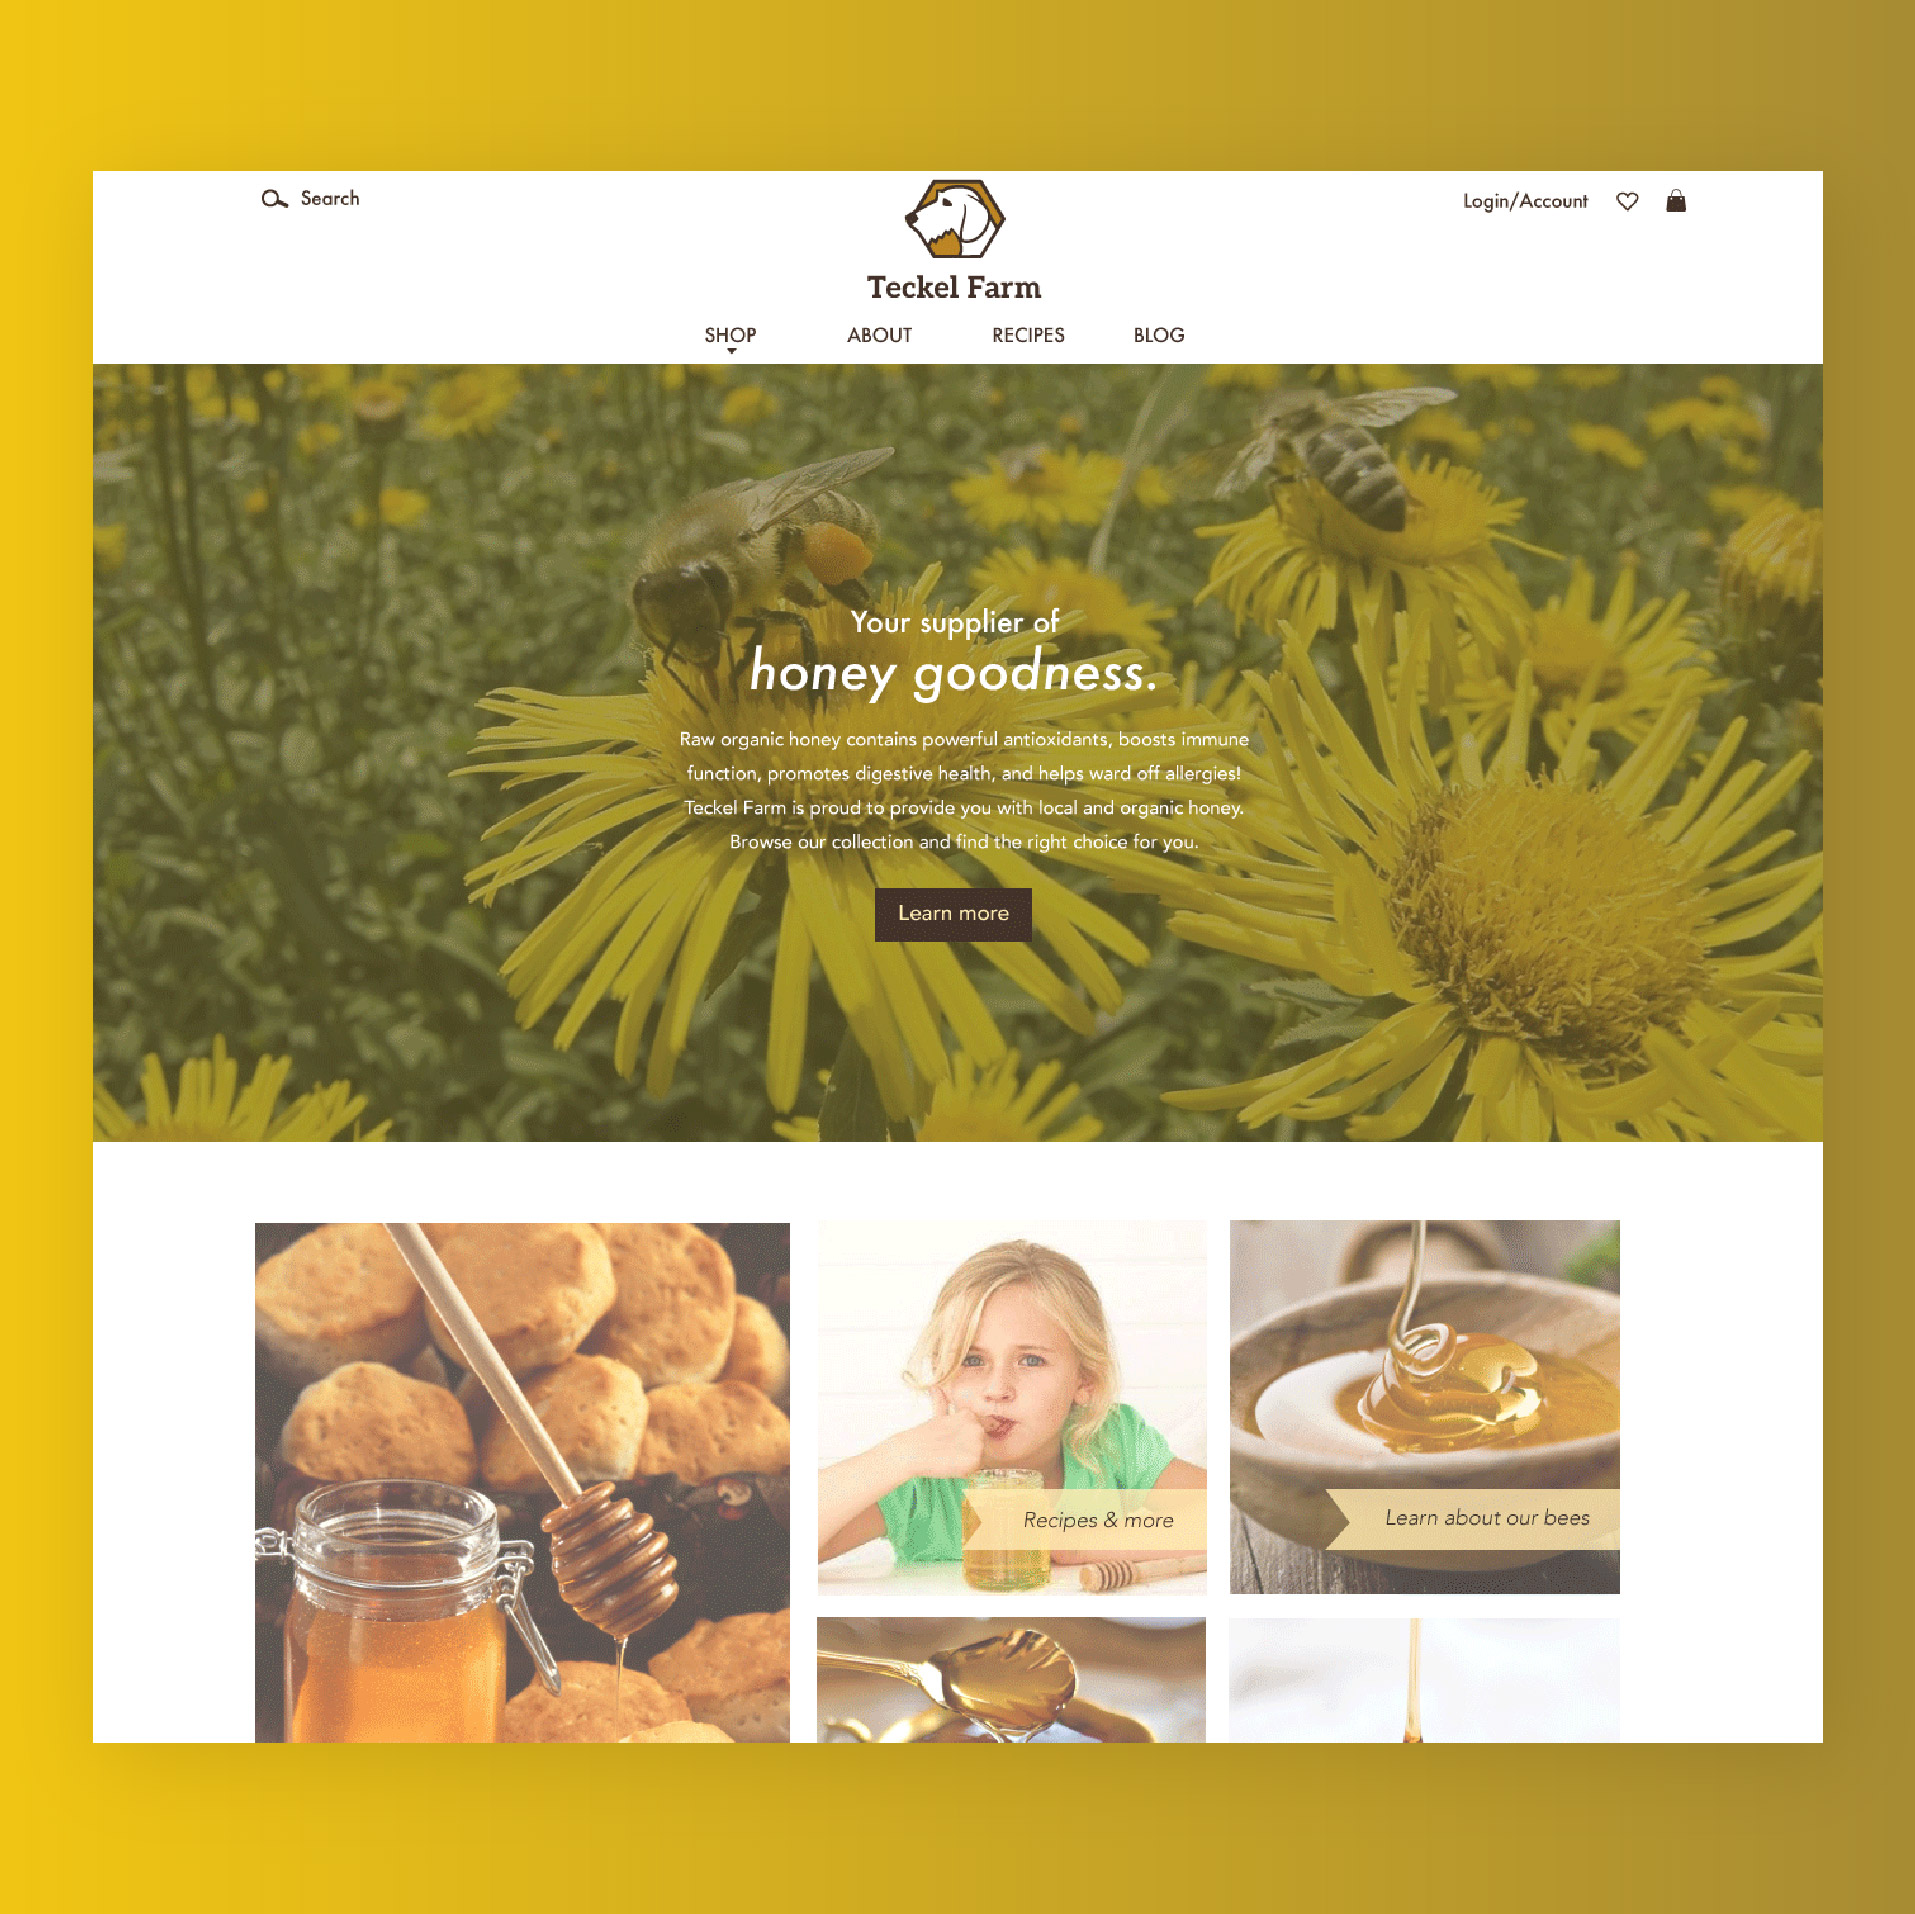 Search
Login/Account
Teckel Farm
SHOP
ABOUT
RECIPES
BLOG
Your supplier of
honey goodness.
Raw organic honey contains powerful antioxidants, boosts immune
function, promotes digestive health, and helps ward off allergies!
Teckel Farm is proud to provide you with local and organic honey.
Browse our collection and find the right choice for you.
Learn more
Recipes & more
Learn about our bees